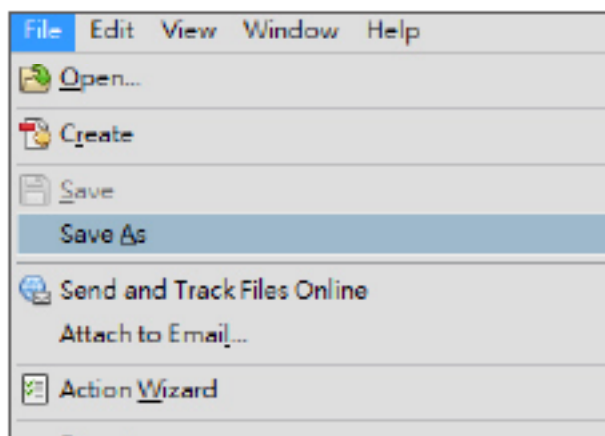 File Edit View Window Help
Open...
Create
Save
Save As
Send and Track Files Online
Attach to Email...
Action Wizard